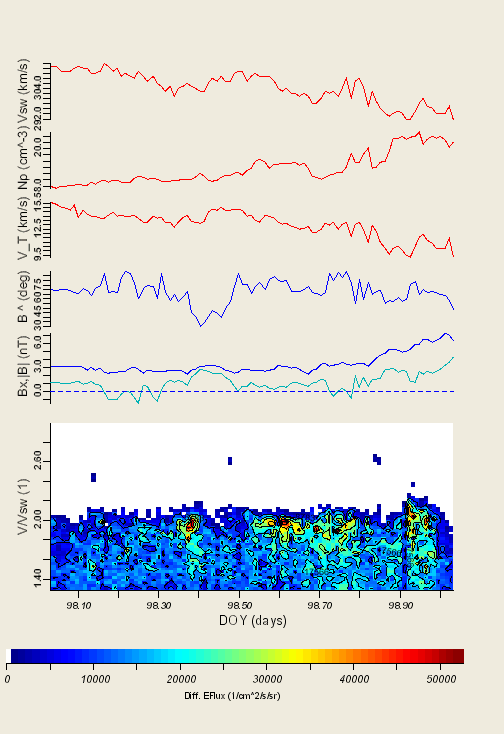 Vsw (km/s)
304.0
292.0
Np (cm^-3)
20.0
8.0
V_T (km/s)
15.5
12.5
9.5
B ^ (deg)
75
60
45
30
Bx,|B| (nT)
6.0
3.0
0.0
V/Vsw (1)
2.60
2.00
1.40
98.10 98.30 98.50 98.70 98.90
DOY (days)
0 10000 20000 30000 40000 50000
Diff. EFlux (1/cm^2/s/sr)